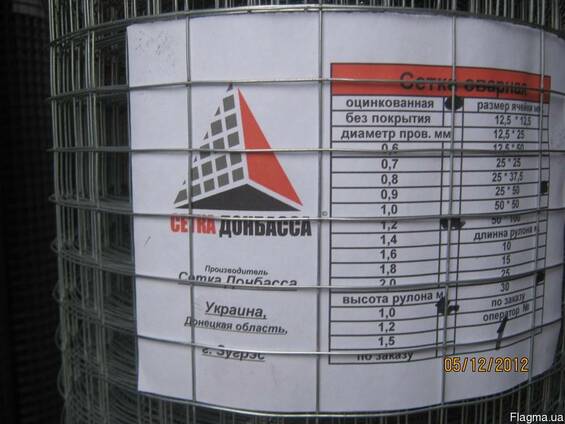 Сетка сварная
оцинкованная
без покрытия
диаметр пров. мм
0,6
0,7
0,8
0,9
1,0
1,2
1,4
1,6
1,8
2,0
высота рулона м
1,0
1,2
1,5
по заказу
размер ячейки мм
12,5 * 12,5
12,5 * 25
12,5 * 50
25 * 25
25 * 37,5
25 * 50
50 * 50
50 * 100
длинна рулона м
10
15
25
30
по заказу
оператор №
1
СЕТКА ДОНБАССА
Производитель
Сетка Донбасса
Украина,
Донецкая область,
г. Зугрэс
05/12/2012
Flagma.ua